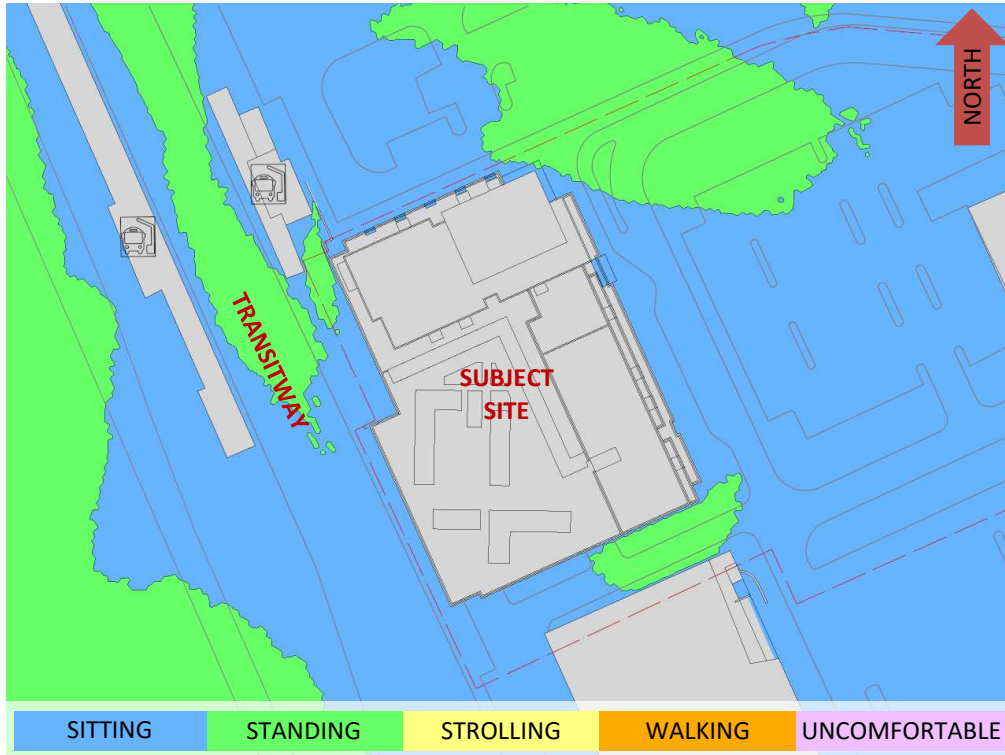 NORTH
TRANSITWAY
SUBJECT
SITE
SITTING STANDING STROLLING WALKING UNCOMFORTABLE